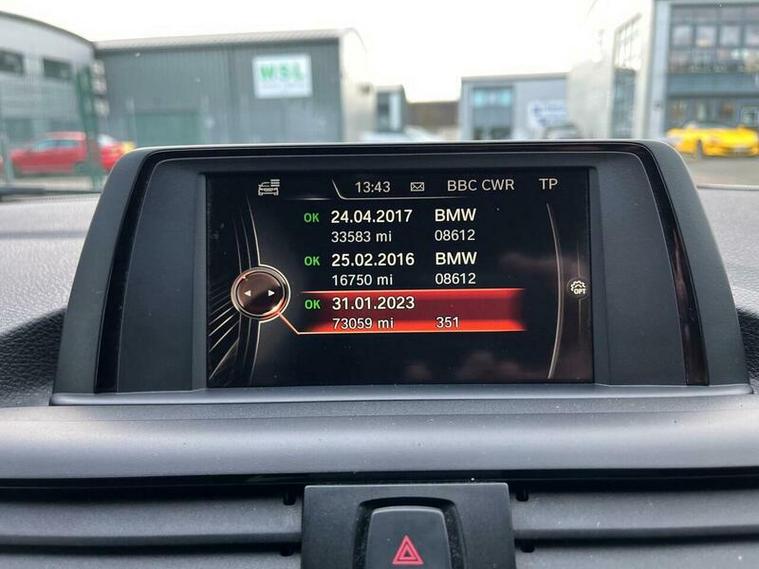 WSL
13:43 BBC CWR TP
OK 24.04.2017 BMW
33583 mi 08612
OK 25.02.2016 BMW
16750 mi 08612
OK 31.01.2023
73059 mi 351
OPT